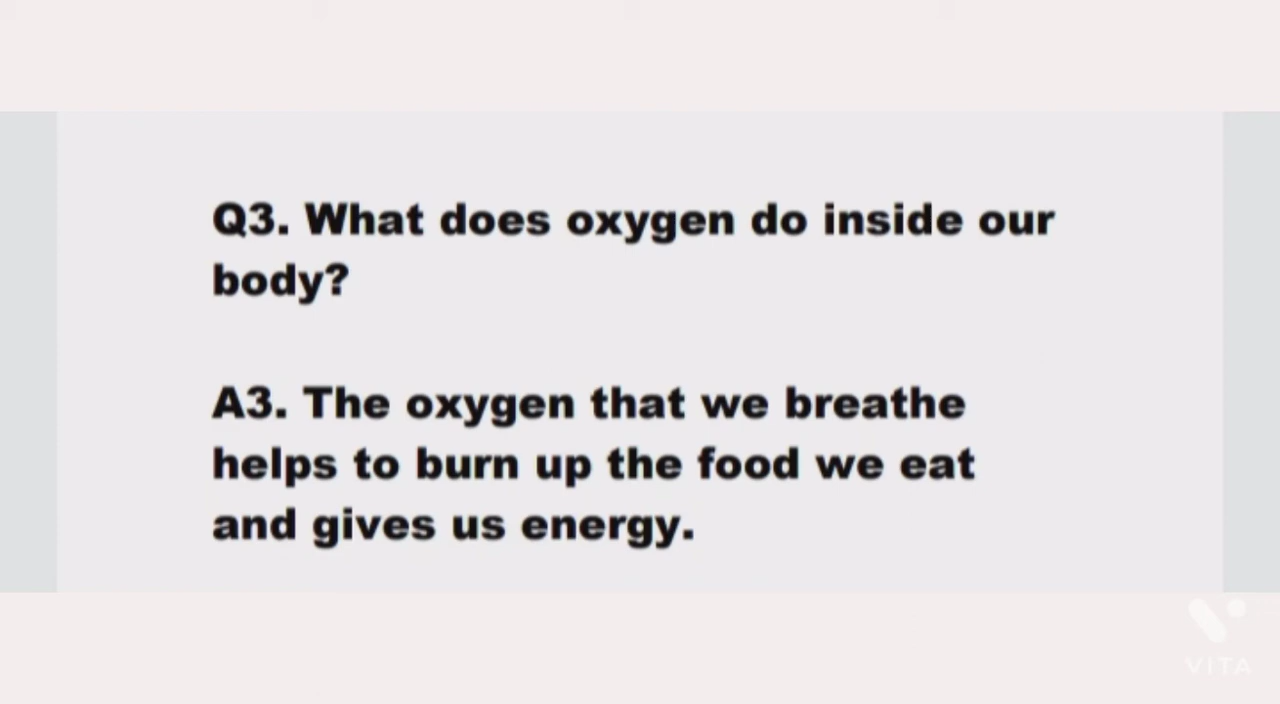 Q3. What does oxygen do inside our
body?
A3. The oxygen that we breathe
helps to burn up the food we eat
and gives us energy.
VITA